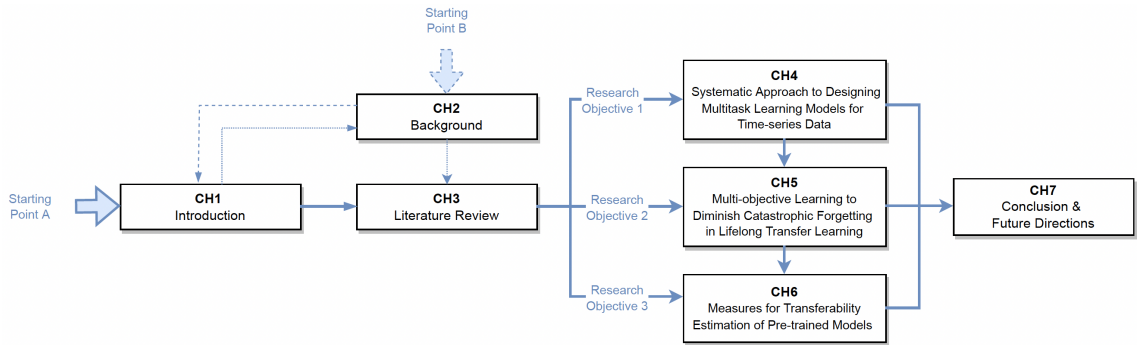 Starting
Point B
CH2
Background
Starting
Point A
CH1
Introduction
CH3
Literature Review
Research
Objective 1
Research
Objective 2
Research
Objective 3
CH4
Systematic Approach to Designing
Multitask Learning Models for
Time-series Data
CH5
Multi-objective Learning to
Diminish Catastrophic Forgetting
in Lifelong Transfer Learning
CH6
Measures for Transferability
Estimation of Pre-trained Models
CH7
Conclusion &
Future Directions